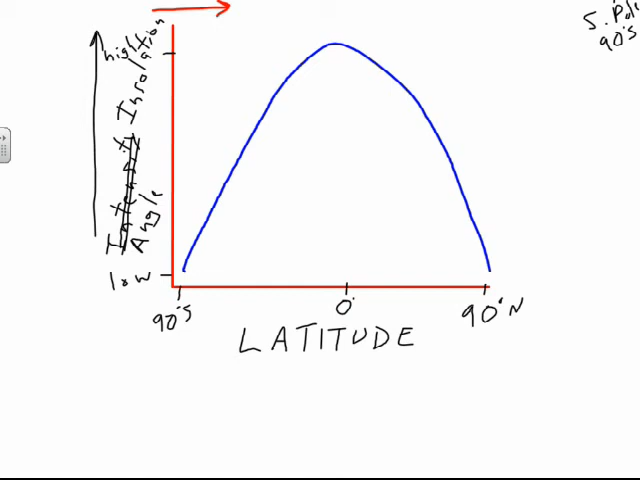 S. Pole
90°S
high
Intensity Insolation
Angle
low
90°S
0°
90°N
LATITUDE